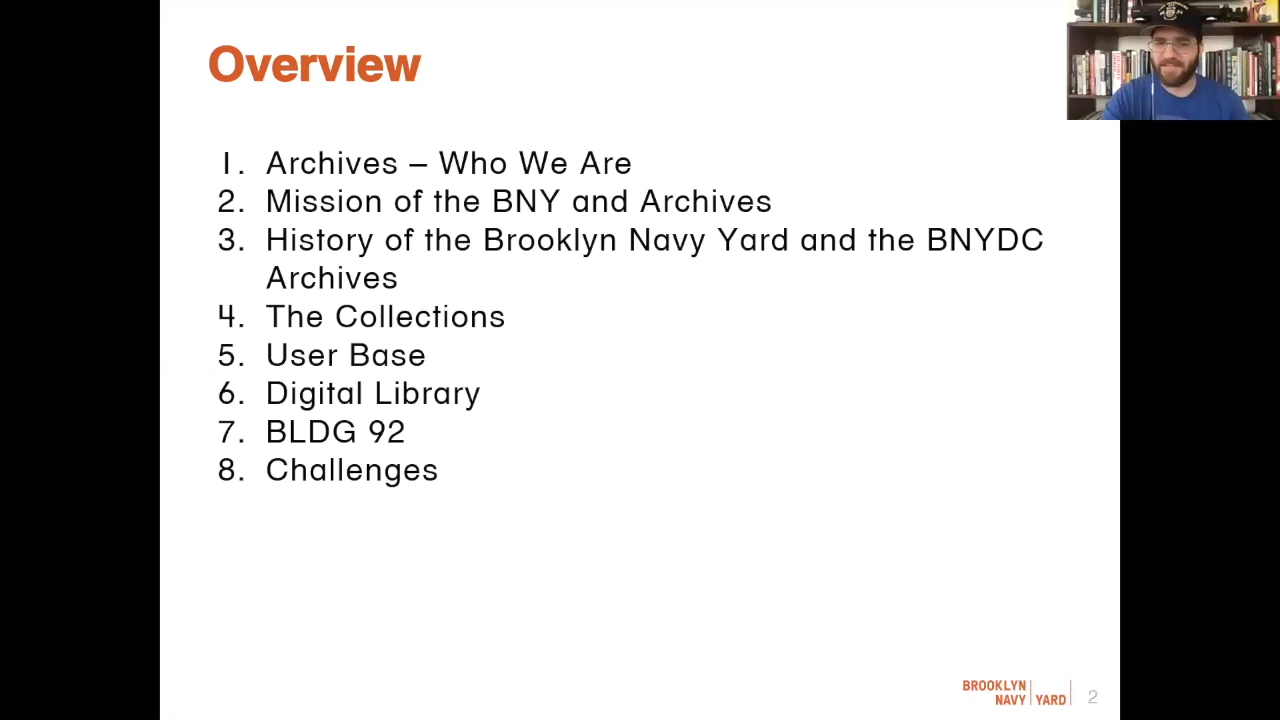 Overview
1. Archives – Who We Are
2. Mission of the BNY and Archives
3. History of the Brooklyn Navy Yard and the BNYDC
Archives
4. The Collections
5. User Base
6. Digital Library
7. BLDG 92
8. Challenges
BROOKLYN
NAVY YARD
2